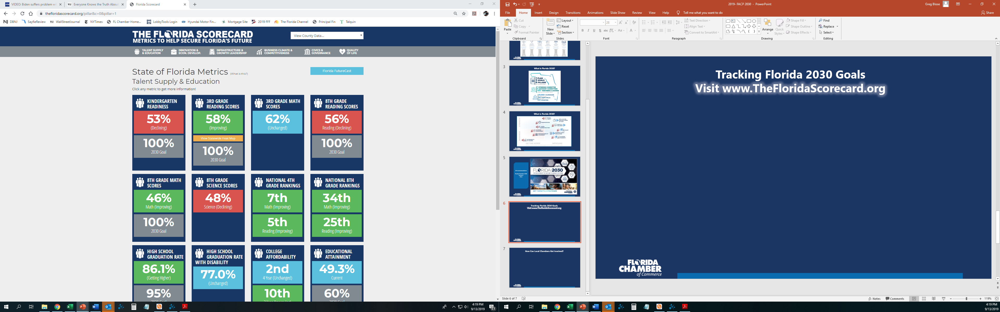 VIDEO: Biden suffers problem wi
Everyone Knows the Truth About
Florida Scorecard
thefloridascorecard.org/pillar&c=0&pillar=1
DBNJ
SayfieReview
WallStreetJournal
NYTimes
FL Chamber Home...
LobbyTools Login
Hyundai Motor Fin...
Mortgage Site
2019 FFF
The Florida Channel
Principal Fin
Talquin
THE FLORIDA SCORECARD
METRICS TO HELP SECURE FLORIDA'S FUTURE
View County Data...
TALENT SUPPLY
& EDUCATION
INNOVATION &
ECON. DEVELOP.
INFRASTRUCTURE &
GROWTH LEADERSHIP
BUSINESS CLIMATE &
COMPETITIVENESS
CIVICS &
GOVERNANCE
QUALITY
OF LIFE
State of Florida Metrics (What is this?)
Florida FutureCast
Talent Supply & Education
Click any metric to get more information!
KINDERGARTEN
READINESS
53%
(Declining)
100%
2030 Goal
3RD GRADE
READING SCORES
58%
(Improving)
View Statewide Heat Map
100%
2030 Goal
3RD GRADE MATH
SCORES
62%
(Unchanged)
8TH GRADE
READING SCORES
56%
Reading (Declining)
100%
2030 Goal
8TH GRADE MATH
SCORES
46%
Math (Improving)
100%
2030 Goal
8TH GRADE
SCIENCE SCORES
48%
Science (Declining)
NATIONAL 4TH
GRADE RANKINGS
7th
Math (Improving)
5th
Reading (Improving)
NATIONAL 8TH
GRADE RANKINGS
34th
Math (Improving)
25th
Reading (Improving)
HIGH SCHOOL
GRADUATION RATE
86.1%
(Getting Higher)
95%
HIGH SCHOOL
GRADUATION RATE
WITH DISABILITY
77.0%
(Unchanged)
COLLEGE
AFFORDABILITY
2nd
4 Year (Unchanged)
10th
EDUCATIONAL
ATTAINMENT
49.3%
Current
60%
4:19 PM
9/13/2019
23
2019- FACP 2030 - PowerPoint
Greg Blose
File
Home
Insert
Design
Transitions
Animations
Slide Show
Review
View
Help
Tell me what you want to do
Share
Paste
Cut
Copy
Format Painter
Clipboard
New
Slide
Layout
Reset
Section
Slides
28
Font
Text Direction
Align Text
Convert to SmartArt
Paragraph
Arrange
Quick
Styles
Shape Fill
Shape Outline
Shape Effects
Drawing
Find
Replace
Select
Editing
3
What is Florida 2030?
1 PLAN
3 GOALS
6 PILLARS
4
What is Florida 2030?
5
FLORIDA 2030
KEY TARGETS & STRATEGIES
6
Tracking Florida 2030 Goals
Visit www.TheFloridaScorecard.org
7
How Can Local Chambers Get Involved?
Tracking Florida 2030 Goals
Visit www.TheFloridaScorecard.org
FLORIDA
CHAMBER
of Commerce
Slide 6 of 7
Notes
Comments
119%
4:19 PM
9/13/2019